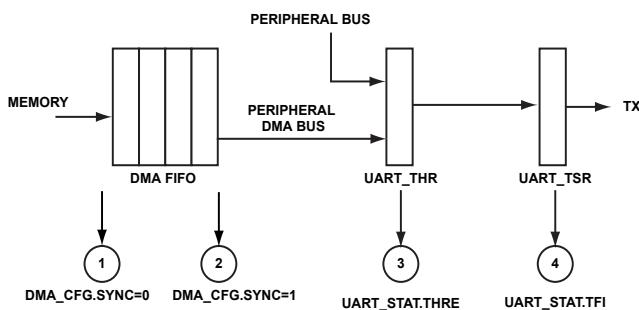 PERIPHERAL BUS
MEMORY
PERIPHERAL
DMA BUS
TX
DMA FIFO
UART_THR
UART_TSR
1
2
3
4
DMA_CFG.SYNC=0
DMA_CFG.SYNC=1
UART_STAT.THRE
UART_STAT.TFI